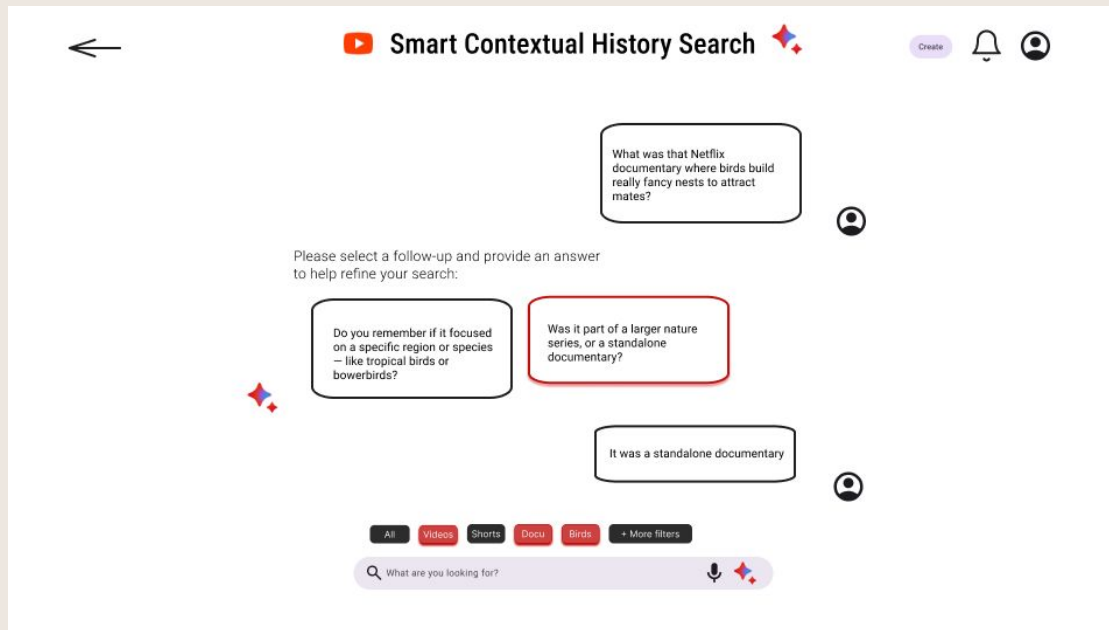 Smart Contextual History Search
Create
What was that Netflix
documentary where birds build
really fancy nests to attract
mates?
Please select a follow-up and provide an answer
to help refine your search:
Do you remember if it focused
on a specific region or species
— like tropical birds or
bowerbirds?
Was it part of a larger nature
series, or a standalone
documentary?
It was a standalone documentary
All Videos Shorts Docu Birds + More filters
What are you looking for?